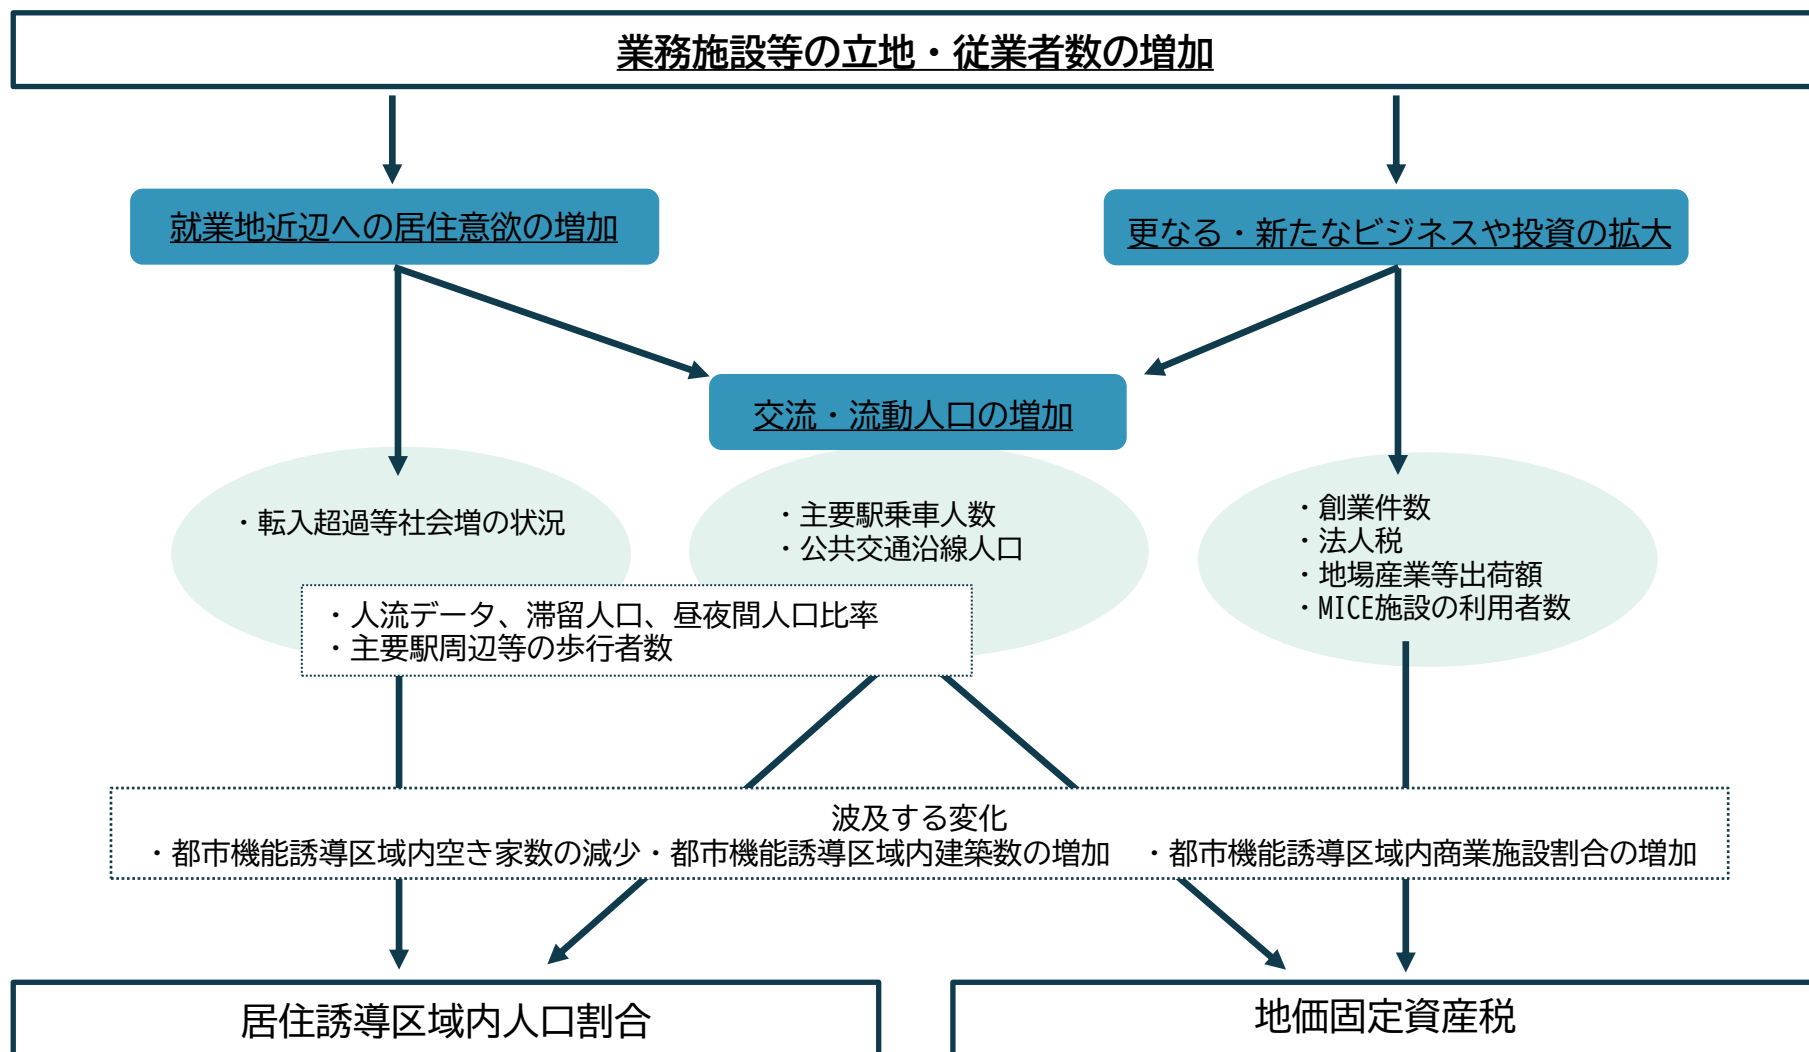 業務施設等の立地・従業者数の増加
就業地近辺への居住意欲の増加
更なる・新たなビジネスや投資の拡大
交流・流動人口の増加
・転入超過等社会増の状況
・主要駅乗車人数
・公共交通沿線人口
・創業件数
・法人税
・地場産業等出荷額
・MICE施設の利用者数
・人流データ、滞留人口、昼夜間人口比率
・主要駅周辺等の歩行者数
波及する変化
・都市機能誘導区域内空き家数の減少・都市機能誘導区域内建築数の増加　・都市機能誘導区域内商業施設割合の増加
居住誘導区域内人口割合
地価固定資産税